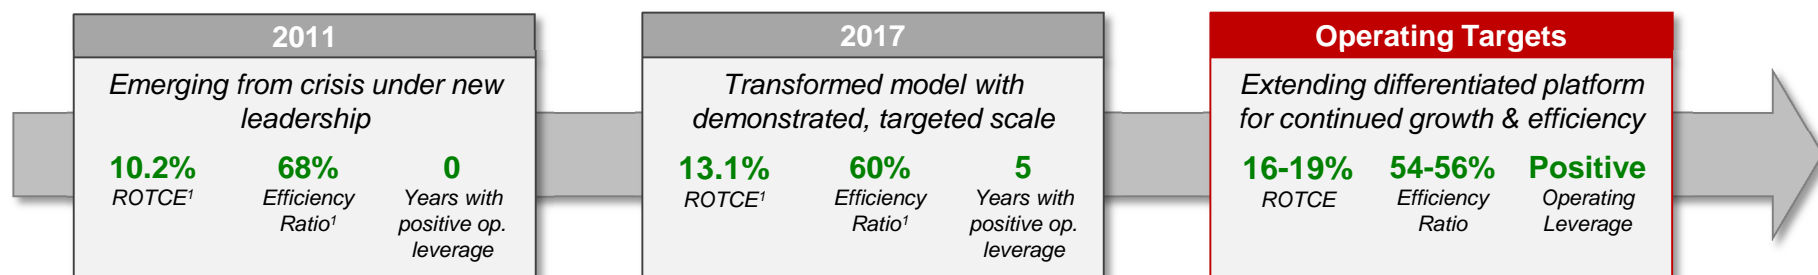 2011
Emerging from crisis under new
leadership
10.2%
ROTCE¹
68%
Efficiency
Ratio¹
0
Years with
positive op.
leverage
2017
Transformed model with
demonstrated, targeted scale
13.1%
ROTCE¹
60%
Efficiency
Ratio¹
5
Years with
positive op.
leverage
Operating Targets
Extending differentiated platform
for continued growth & efficiency
16-19%
ROTCE
54-56%
Efficiency
Ratio
Positive
Operating
Leverage